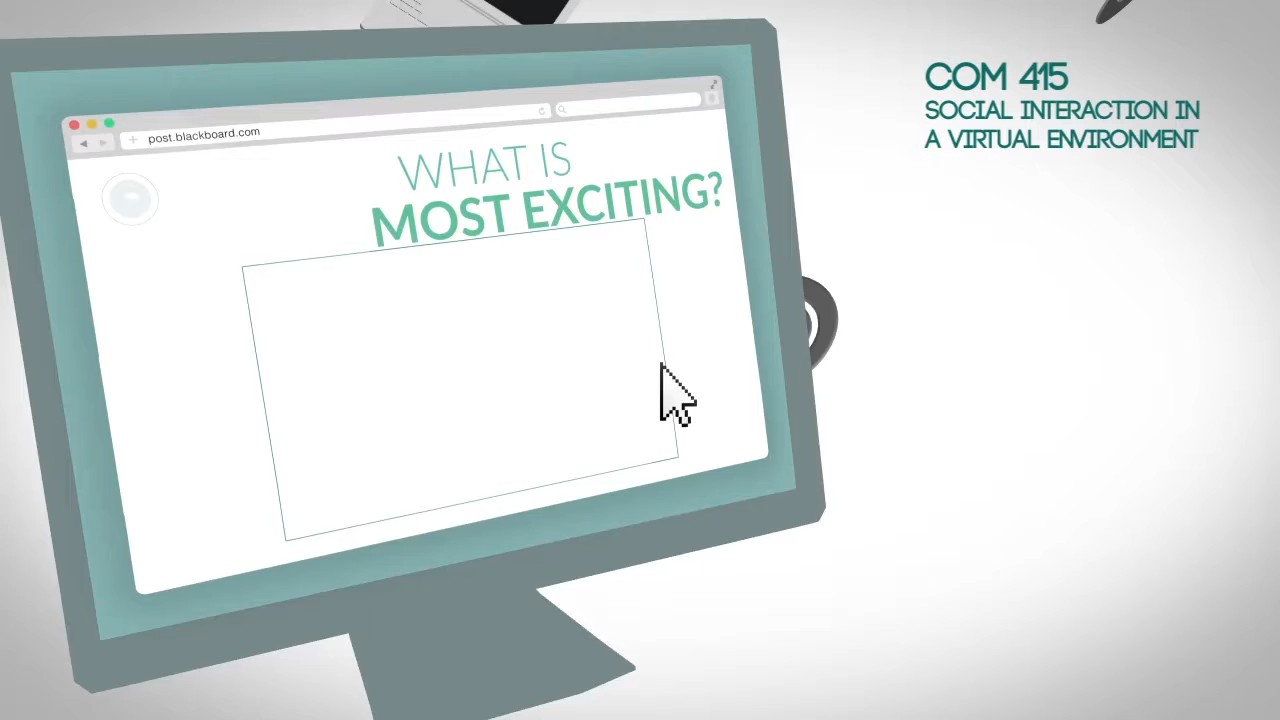 COM 415
SOCIAL INTERACTION IN
A VIRTUAL ENVIRONMENT
post.blackboard.com
WHAT IS
MOST EXCITING?